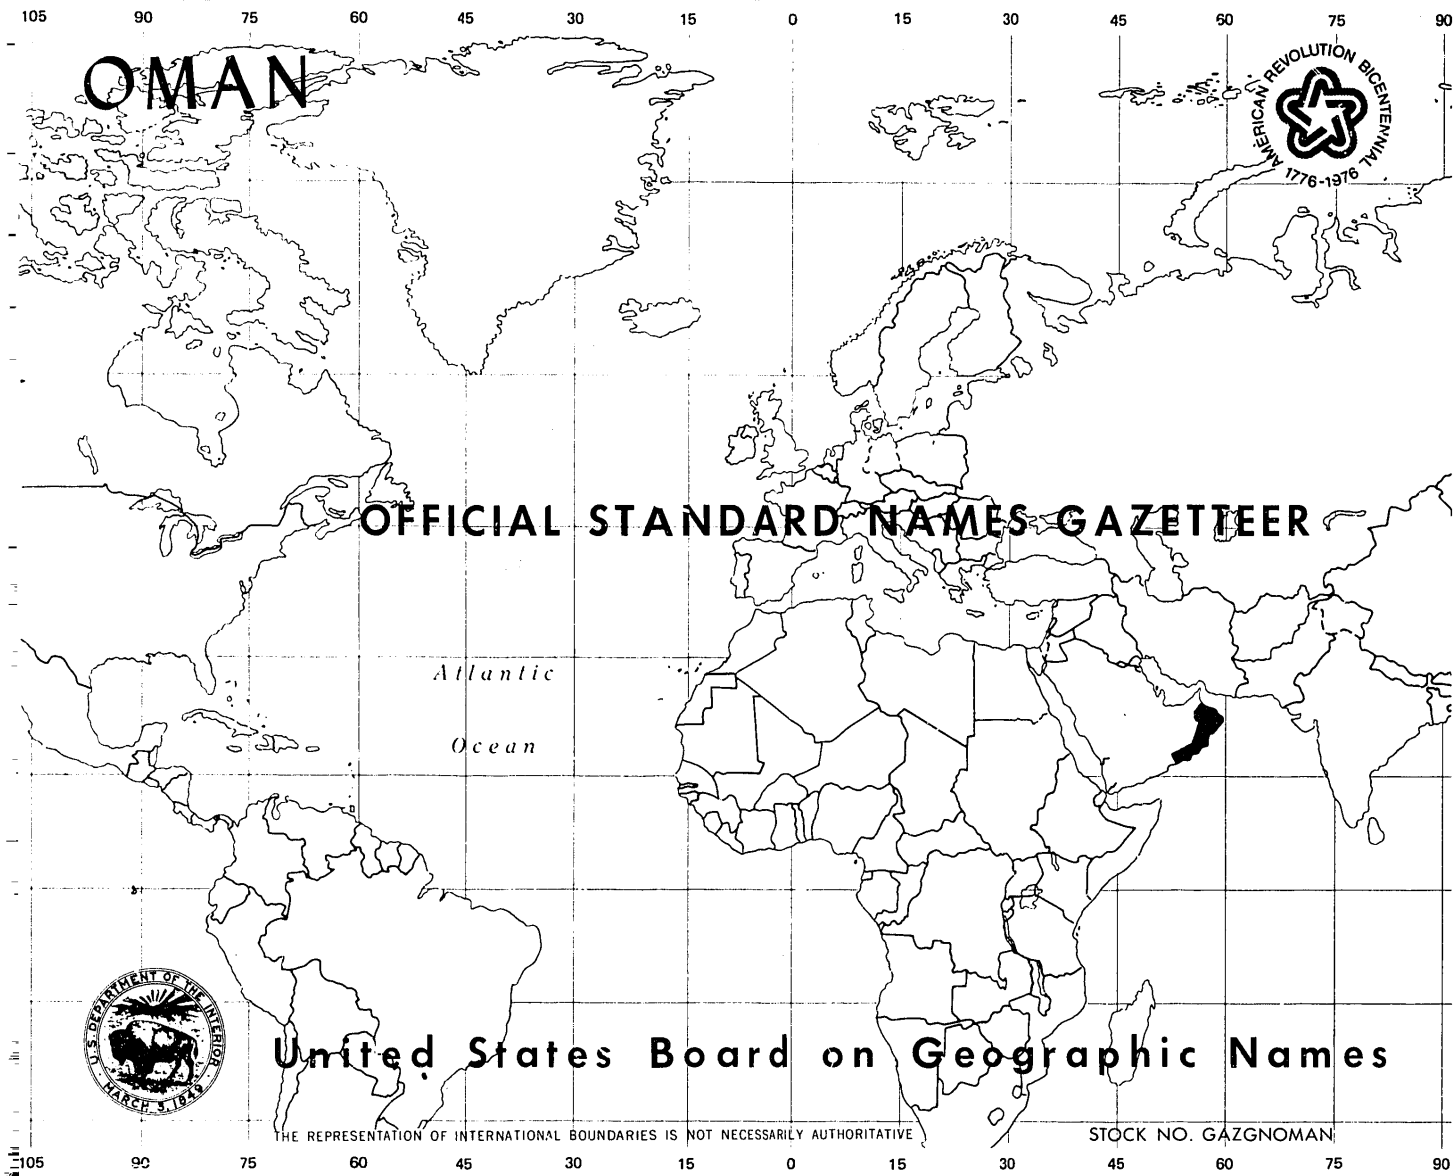 105 90 75 60 45 30 15 0 15 30 45 60 75 90
OMAN
AMERICAN REVOLUTION BICENTENNIAL
1776-1976
OFFICIAL STANDARD NAMES GAZETTEER
Atlantic
Ocean
U.S. DEPARTMENT OF THE INTERIOR
MARCH 3, 1849
United States Board on Geographic Names
THE REPRESENTATION OF INTERNATIONAL BOUNDARIES IS NOT NECESSARILY AUTHORITATIVE
STOCK NO. GAZGNOMAN
105 90 75 60 45 30 15 0 15 30 45 60 75 90